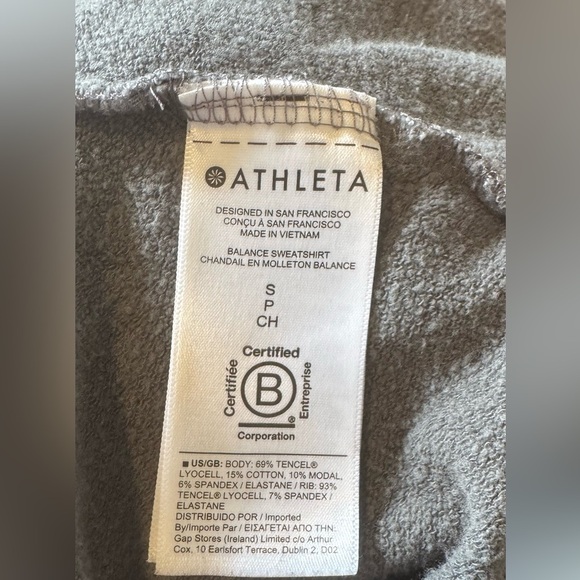 ATHLETA
DESIGNED IN SAN FRANCISCO
CONÇU À SAN FRANCISCO
MADE IN VIETNAM
BALANCE SWEATSHIRT
CHANDAIL EN MOLLETON BALANCE
S
P
CH
Certified
Certifiée
B
Entreprise
®
Corporation
■ US/GB: BODY: 69% TENCEL®
LYOCELL, 15% COTTON, 10% MODAL,
6% SPANDEX / ELASTANE / RIB: 93%
TENCEL® LYOCELL, 7% SPANDEX /
ELASTANE
DISTRIBUIDO POR / Imported
By/Importe Par / ΕΙΣΑΓΕΤΑΙ ΑΠΟ ΤΗΝ:
Gap Stores (Ireland) Limited c/o Arthur
Cox. 10 Earlsfort Terrace, Dublin 2, D02